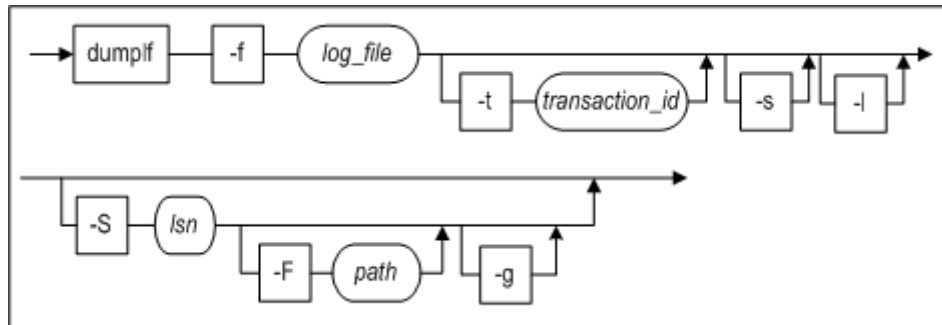 dumplf -f log_file
-t transaction_id -s -l
-S lsn
-F path -g